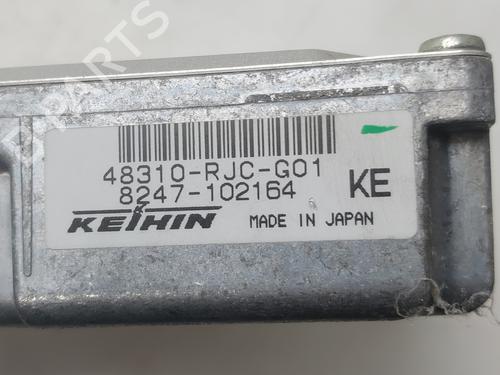 48310-RJC-G01
8247-102164
KE
KEIHIN
MADE IN JAPAN